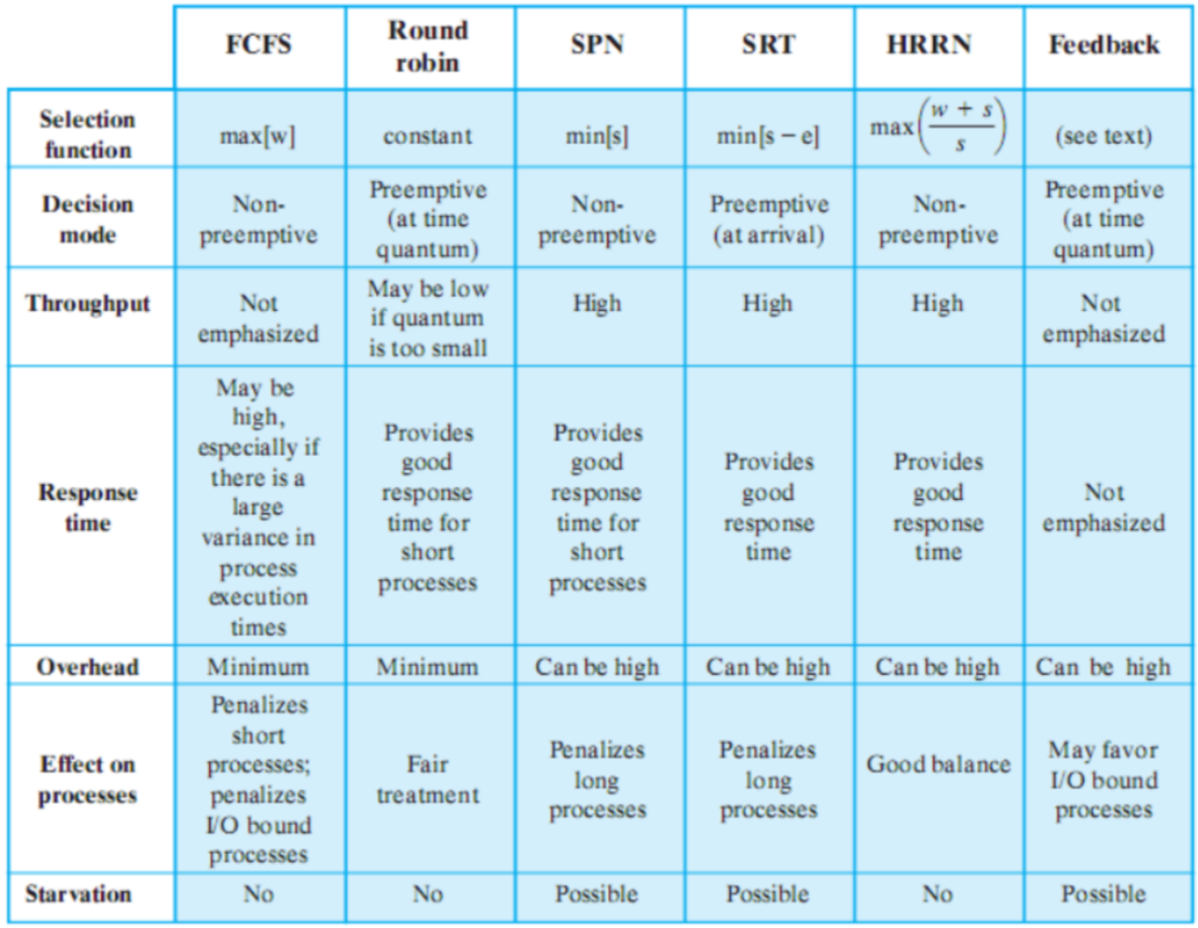 FCFS
Round
robin
SPN
SRT
HRRN
Feedback
Selection
function
max[w]
constant
min[s]
min[s − e]
max((w + s)/s)
(see text)
Decision
mode
Non-
preemptive
Preemptive
(at time
quantum)
Non-
preemptive
Preemptive
(at arrival)
Non-
preemptive
Preemptive
(at time
quantum)
Throughput
Not
emphasized
May be low
if quantum
is too small
High
High
High
Not
emphasized
Response
time
May be
high,
especially if
there is a
large
variance in
process
execution
times
Provides
good
response
time for
short
processes
Provides
good
response
time for
short
processes
Provides
good
response
time
Provides
good
response
time
Not
emphasized
Overhead
Minimum
Minimum
Can be high
Can be high
Can be high
Can be high
Effect on
processes
Penalizes
short
processes;
penalizes
I/O bound
processes
Fair
treatment
Penalizes
long
processes
Penalizes
long
processes
Good balance
May favor
I/O bound
processes
Starvation
No
No
Possible
Possible
No
Possible